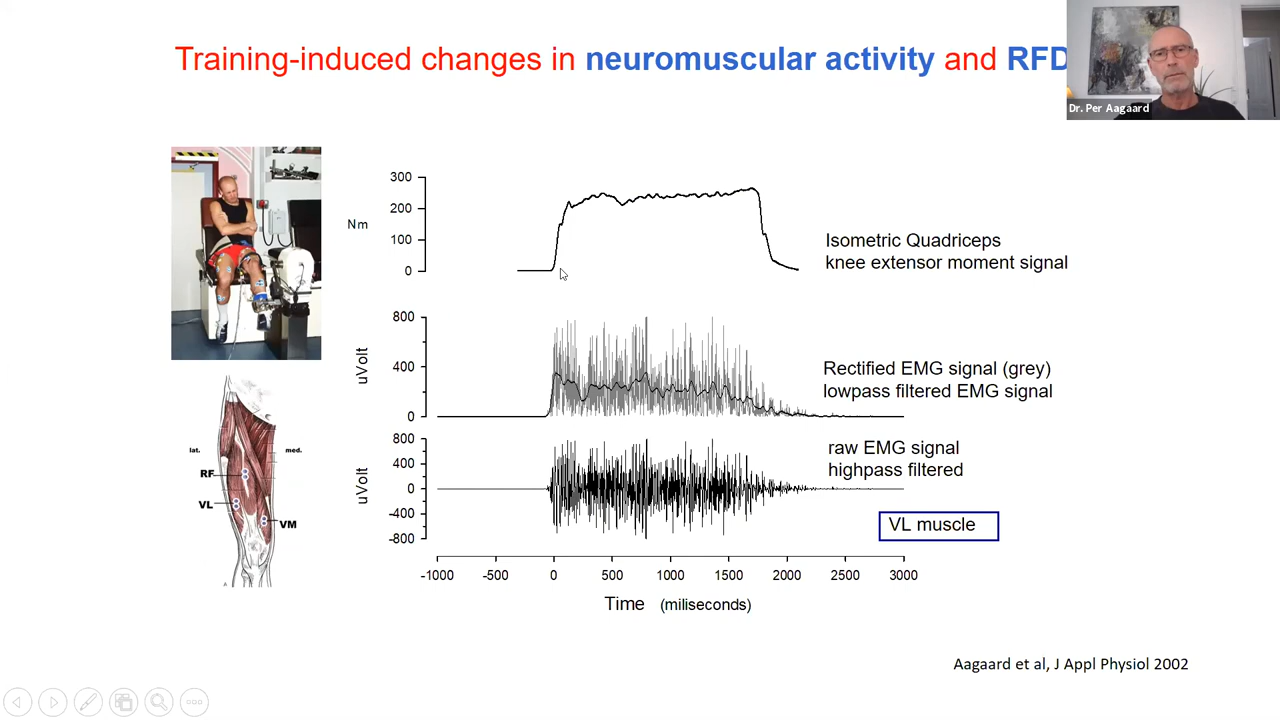 Training-induced changes in neuromuscular activity and RFD
Dr. Per Aagaard
300
200
Nm
100
0
Isometric Quadriceps
knee extensor moment signal
800
uVolt
400
0
Rectified EMG signal (grey)
lowpass filtered EMG signal
lat.
med.
RF
VL
VM
800
400
uVolt
0
-400
-800
raw EMG signal
highpass filtered
VL muscle
-1000 -500 0 500 1000 1500 2000 2500 3000
Time (miliseconds)
Aagaard et al, J Appl Physiol 2002